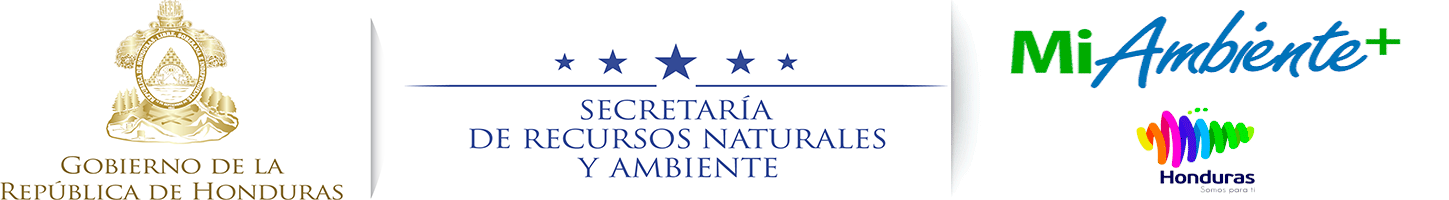 GOBIERNO DE LA
REPÚBLICA DE HONDURAS
SECRETARÍA
DE RECURSOS NATURALES
Y AMBIENTE
MiAmbiente+
Honduras
Somos para ti